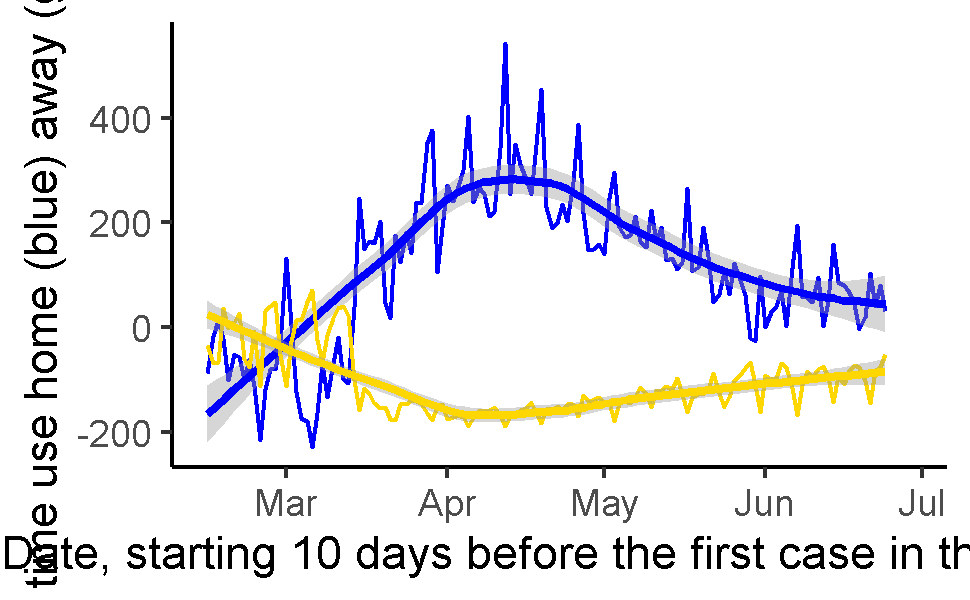 time use home (blue) away (
400
200
0
-200
Mar Apr May Jun Jul
Date, starting 10 days before the first case in th